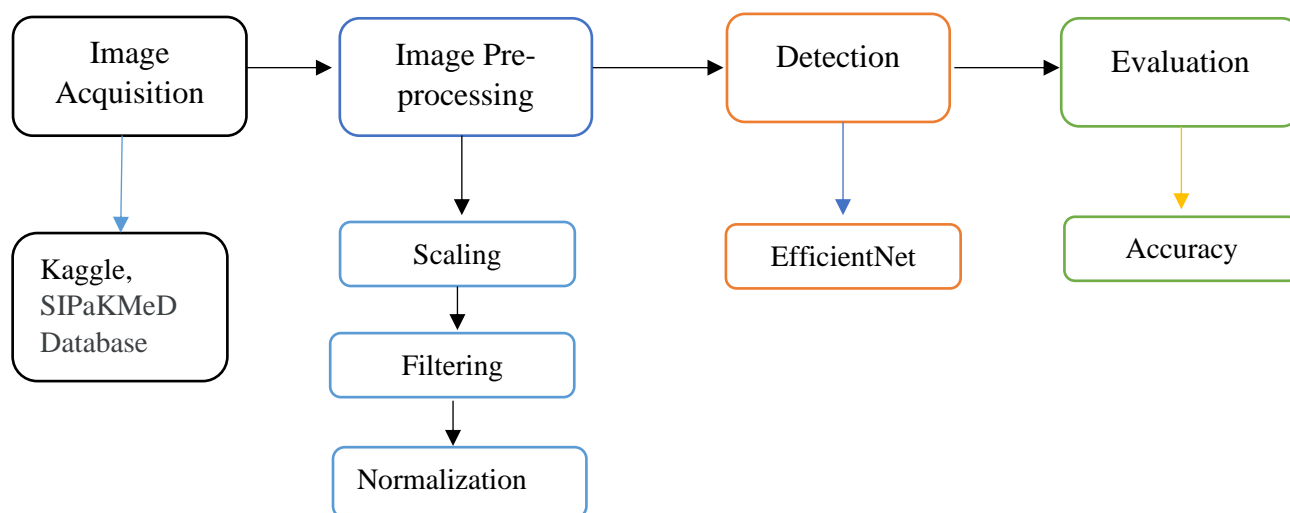 Image
Acquisition
Image Pre-
processing
Detection
Evaluation
Kaggle,
SIPaKMeD
Database
Scaling
Filtering
Normalization
EfficientNet
Accuracy